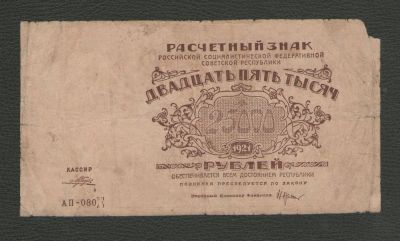 РАСЧЕТНЫЙ ЗНАК
РОССИЙСКОЙ СОЦИАЛИСТИЧЕСКОЙ ФЕДЕРАТИВНОЙ
СОВЕТСКОЙ РЕСПУБЛИКИ
ДВАДЦАТЬ ПЯТЬ ТЫСЯЧ
25000
1921
РУБЛЕЙ
ОБЕСПЕЧИВАЕТСЯ ВСЕМ ДОСТОЯНИЕМ РЕСПУБЛИКИ
ПОДДЕЛКА ПРЕСЛЕДУЕТСЯ ПО ЗАКОНУ
Народный Комиссар Финансов
КАССИР
АП-080